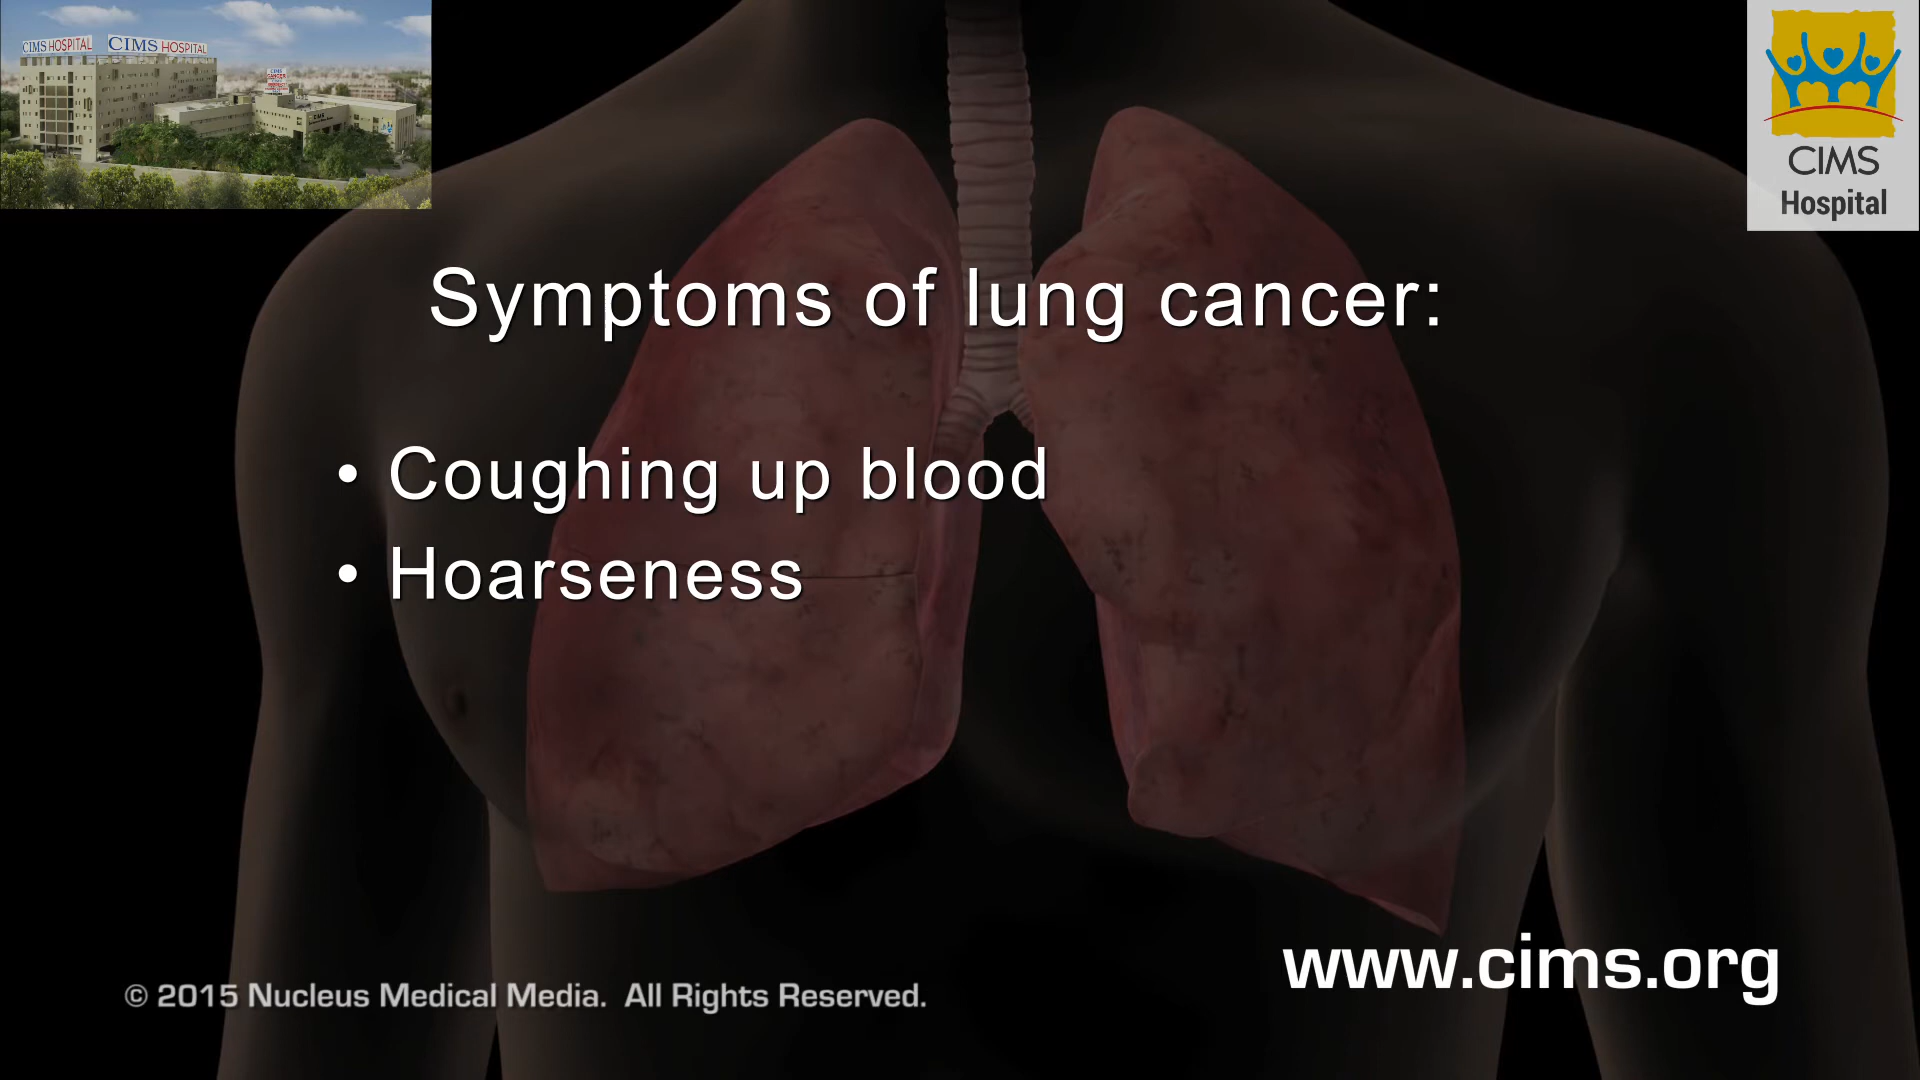 CIMS HOSPITAL CIMS HOSPITAL
CIMS
Hospital
Symptoms of lung cancer:
• Coughing up blood
• Hoarseness
www.cims.org
© 2015 Nucleus Medical Media. All Rights Reserved.